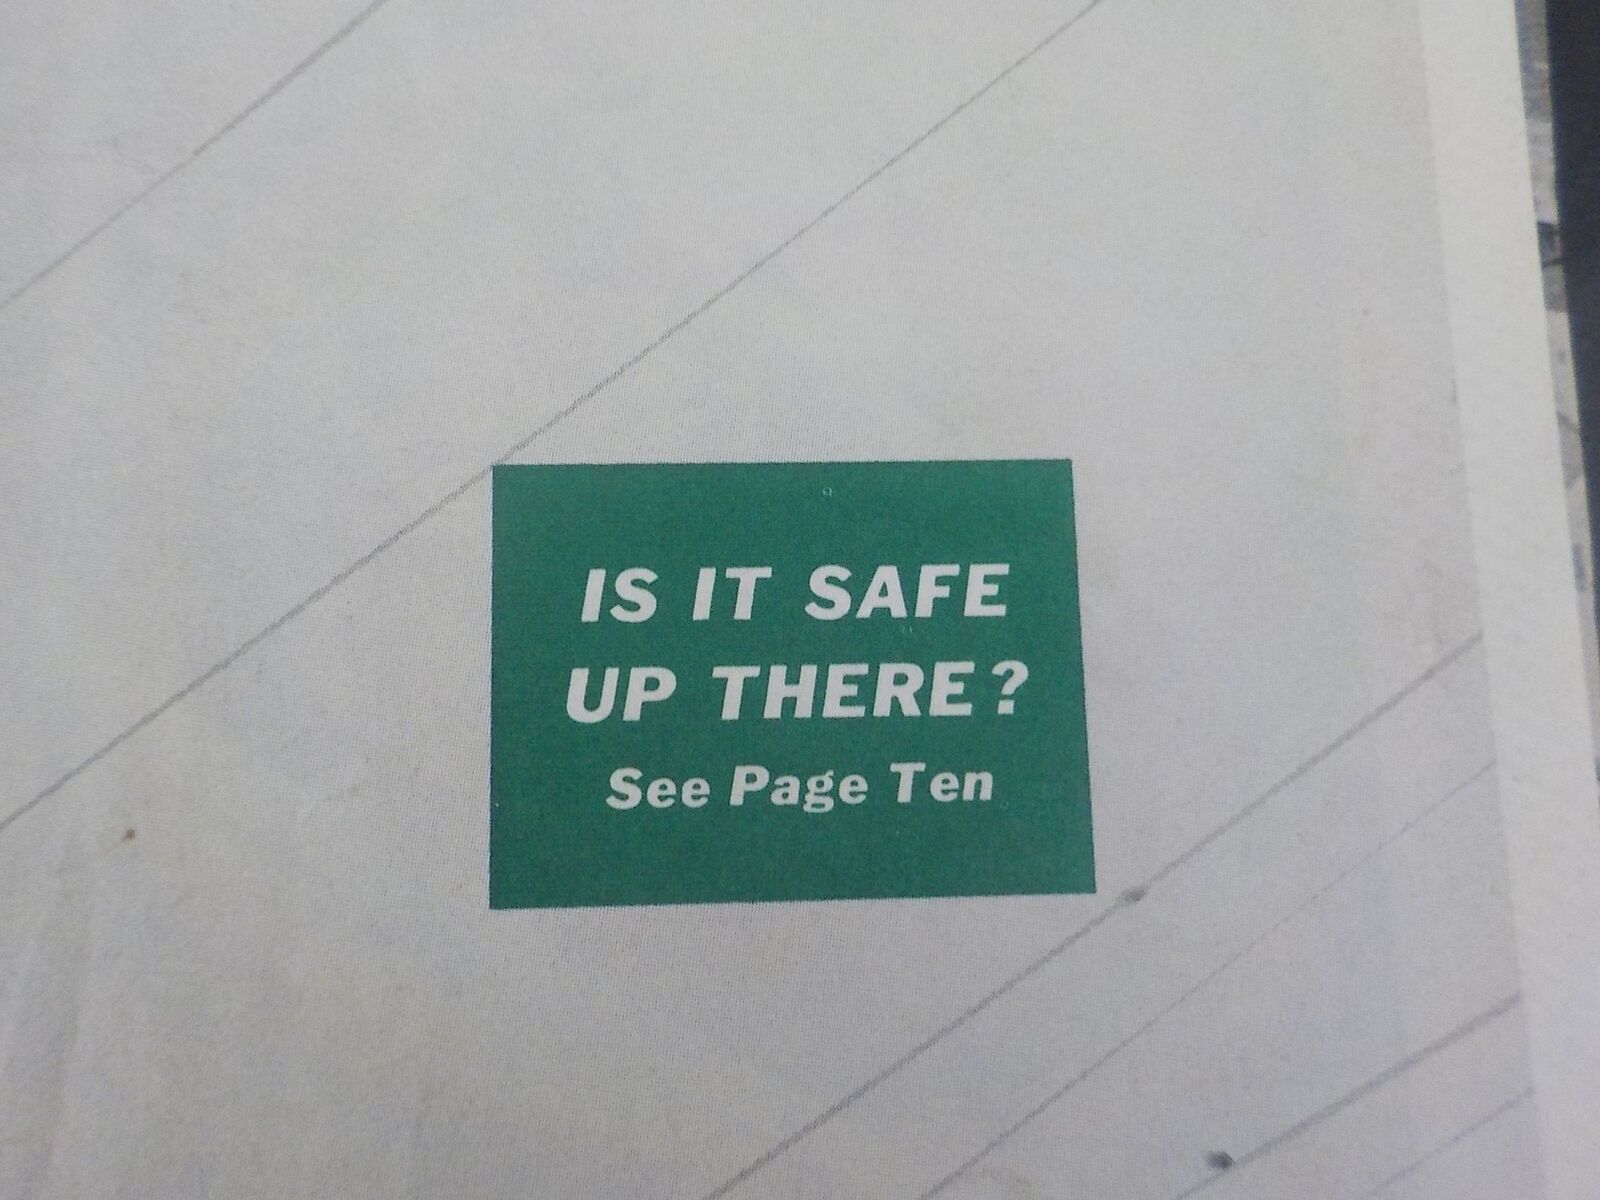 IS IT SAFE
UP THERE?
See Page Ten